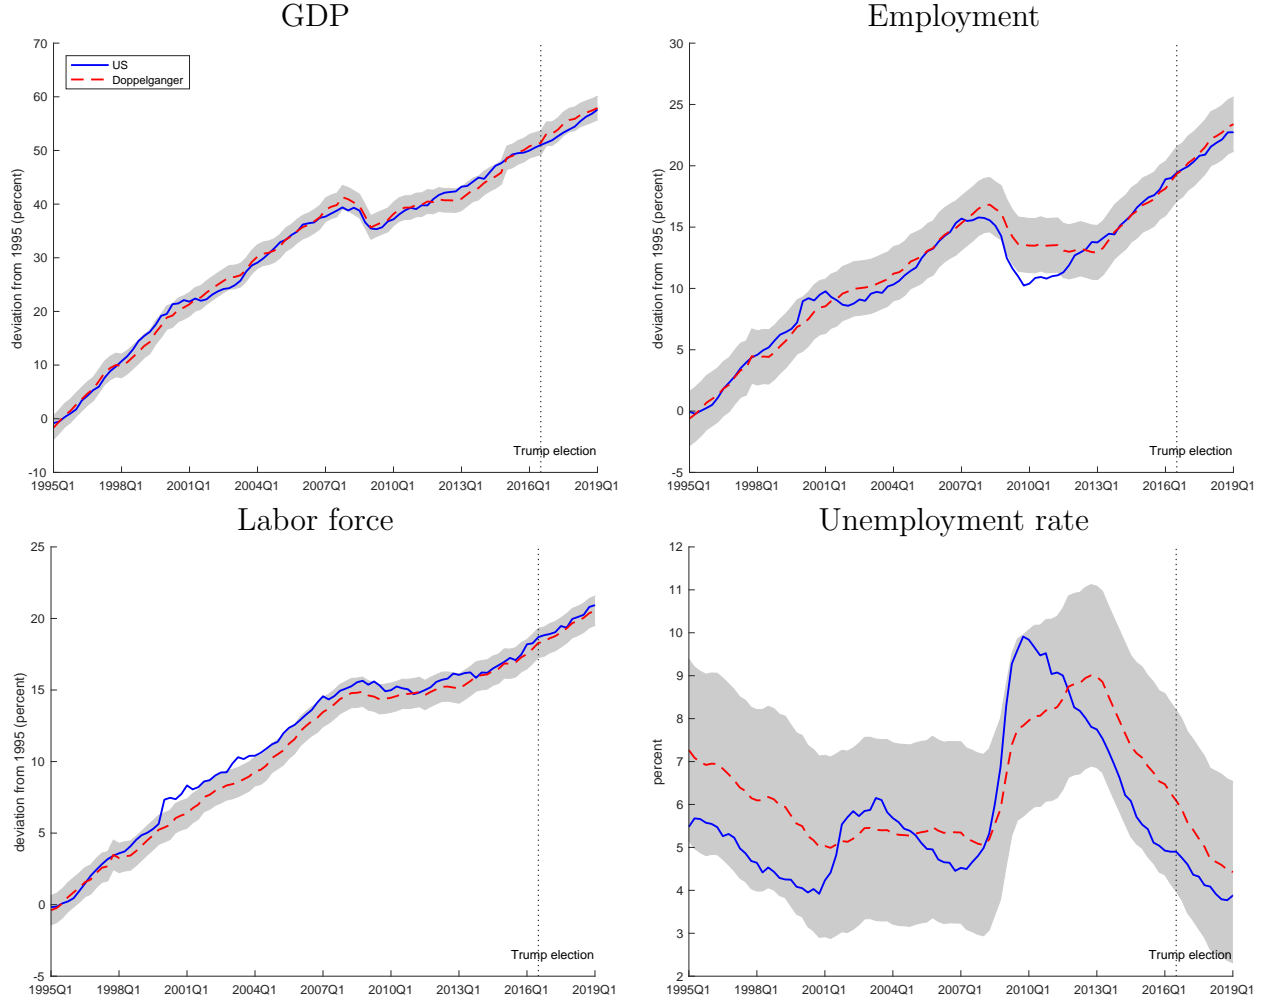 GDP
Employment
70
60
50
40
30
20
10
0
-10
deviation from 1995 (percent)
US
Doppelganger
Trump election
1995Q1 1998Q1 2001Q1 2004Q1 2007Q1 2010Q1 2013Q1 2016Q1 2019Q1
30
25
20
15
10
5
0
-5
deviation from 1995 (percent)
Trump election
1995Q1 1998Q1 2001Q1 2004Q1 2007Q1 2010Q1 2013Q1 2016Q1 2019Q1
Labor force
Unemployment rate
25
20
15
10
5
0
-5
deviation from 1995 (percent)
Trump election
1995Q1 1998Q1 2001Q1 2004Q1 2007Q1 2010Q1 2013Q1 2016Q1 2019Q1
12
11
10
9
8
7
6
5
4
3
2
percent
Trump election
1995Q1 1998Q1 2001Q1 2004Q1 2007Q1 2010Q1 2013Q1 2016Q1 2019Q1